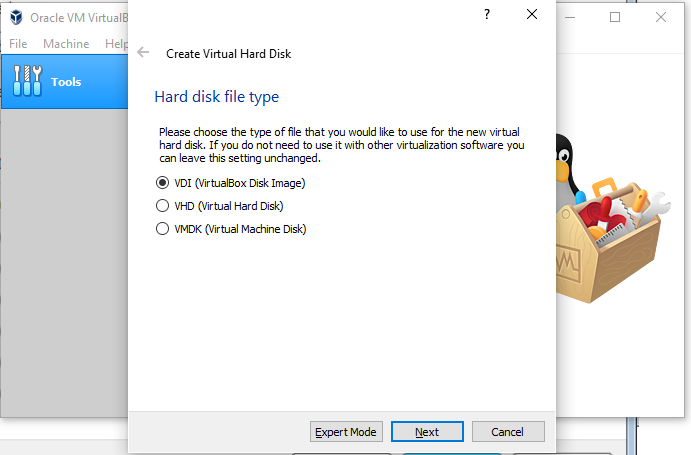 Oracle VM VirtualB
File Machine Help
Tools
?
Create Virtual Hard Disk
Hard disk file type
Please choose the type of file that you would like to use for the new virtual
hard disk. If you do not need to use it with other virtualization software you
can leave this setting unchanged.
VDI (VirtualBox Disk Image)
VHD (Virtual Hard Disk)
VMDK (Virtual Machine Disk)
Expert Mode Next Cancel